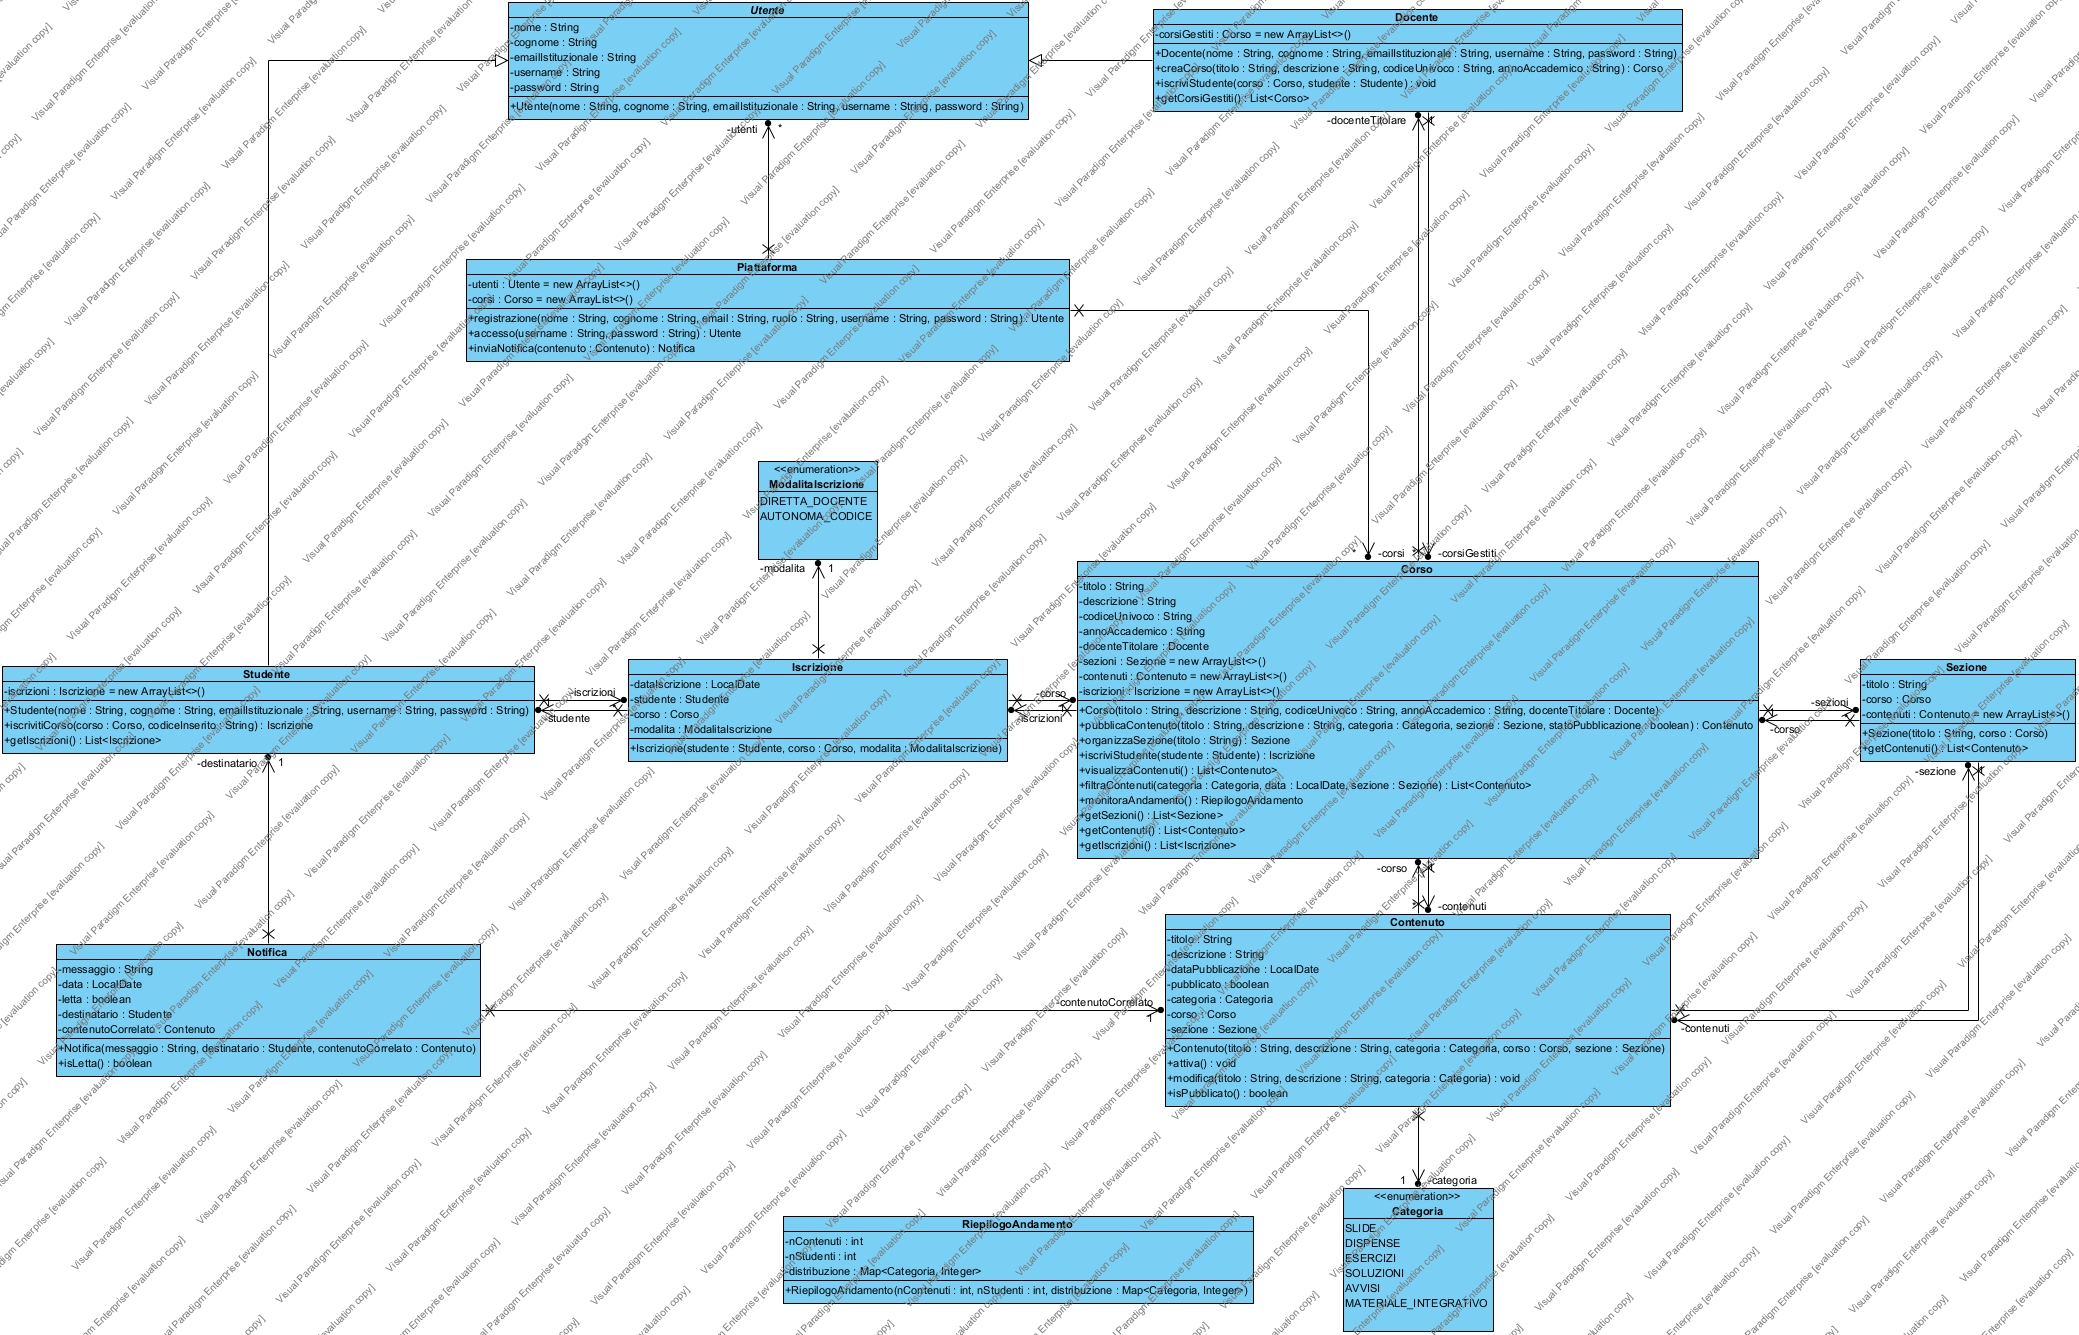 Utente
-nome : String
-cognome : String
-emailIstituzionale : String
-username : String
-password : String
+Utente(nome : String, cognome : String, emailIstituzionale : String, username : String, password : String)
Docente
-corsiGestiti : Corso = new ArrayList<>()
+Docente(nome : String, cognome : String, emailIstituzionale : String, username : String, password : String)
+creaCorso(titolo : String, descrizione : String, codiceUnivoco : String, annoAccademico : String) : Corso
+iscriviStudente(corso : Corso, studente : Studente) : void
+getCorsiGestiti() : List<Corso>
-utenti
*
-docenteTitolare
Piattaforma
-utenti : Utente = new ArrayList<>()
-corsi : Corso = new ArrayList<>()
+registrazione(nome : String, cognome : String, email : String, ruolo : String, username : String, password : String) : Utente
+accesso(username : String, password : String) : Utente
+inviaNotifica(contenuto : Contenuto) : Notifica
<<enumeration>>
ModalitaIscrizione
DIRETTA_DOCENTE
AUTONOMA_CODICE
-modalita
1
*
-corsi
-corsiGestiti
Corso
-titolo : String
-descrizione : String
-codiceUnivoco : String
-annoAccademico : String
-docenteTitolare : Docente
-sezioni : Sezione = new ArrayList<>()
-contenuti : Contenuto = new ArrayList<>()
-iscrizioni : Iscrizione = new ArrayList<>()
+Corso(titolo : String, descrizione : String, codiceUnivoco : String, annoAccademico : String, docenteTitolare : Docente)
+pubblicaContenuto(titolo : String, descrizione : String, categoria : Categoria, sezione : Sezione, statoPubblicazione : boolean) : Contenuto
+organizzaSezione(titolo : String) : Sezione
+iscriviStudente(studente : Studente) : Iscrizione
+visualizzaContenuti() : List<Contenuto>
+filtraContenuti(categoria : Categoria, data : LocalDate, sezione : Sezione) : List<Contenuto>
+monitoraAndamento() : RiepilogoAndamento
+getSezioni() : List<Sezione>
+getContenuti() : List<Contenuto>
+getIscrizioni() : List<Iscrizione>
Studente
-iscrizioni : Iscrizione = new ArrayList<>()
+Studente(nome : String, cognome : String, emailIstituzionale : String, username : String, password : String)
+iscrivitiCorso(corso : Corso, codiceInserito : String) : Iscrizione
+getIscrizioni() : List<Iscrizione>
-iscrizioni
-studente
Iscrizione
-dataIscrizione : LocalDate
-studente : Studente
-corso : Corso
-modalita : ModalitaIscrizione
+Iscrizione(studente : Studente, corso : Corso, modalita : ModalitaIscrizione)
-corso
-iscrizioni
-sezioni
-corso
Sezione
-titolo : String
-corso : Corso
-contenuti : Contenuto = new ArrayList<>()
+Sezione(titolo : String, corso : Corso)
+getContenuti() : List<Contenuto>
-destinatario
1
-sezione
-corso
-contenuti
Notifica
-messaggio : String
-data : LocalDate
-letta : boolean
-destinatario : Studente
-contenutoCorrelato : Contenuto
+Notifica(messaggio : String, destinatario : Studente, contenutoCorrelato : Contenuto)
+isLetta() : boolean
-contenutoCorrelato
1
Contenuto
-titolo : String
-descrizione : String
-dataPubblicazione : LocalDate
-pubblicato : boolean
-categoria : Categoria
-corso : Corso
-sezione : Sezione
+Contenuto(titolo : String, descrizione : String, categoria : Categoria, corso : Corso, sezione : Sezione)
+attiva() : void
+modifica(titolo : String, descrizione : String, categoria : Categoria) : void
+isPubblicato() : boolean
-contenuti
1
-categoria
<<enumeration>>
Categoria
SLIDE
DISPENSE
ESERCIZI
SOLUZIONI
AVVISI
MATERIALE_INTEGRATIVO
RiepilogoAndamento
-nContenuti : int
-nStudenti : int
-distribuzione : Map<Categoria, Integer>
+RiepilogoAndamento(nContenuti : int, nStudenti : int, distribuzione : Map<Categoria, Integer>)
Visual Paradigm Enterprise [evaluation copy]